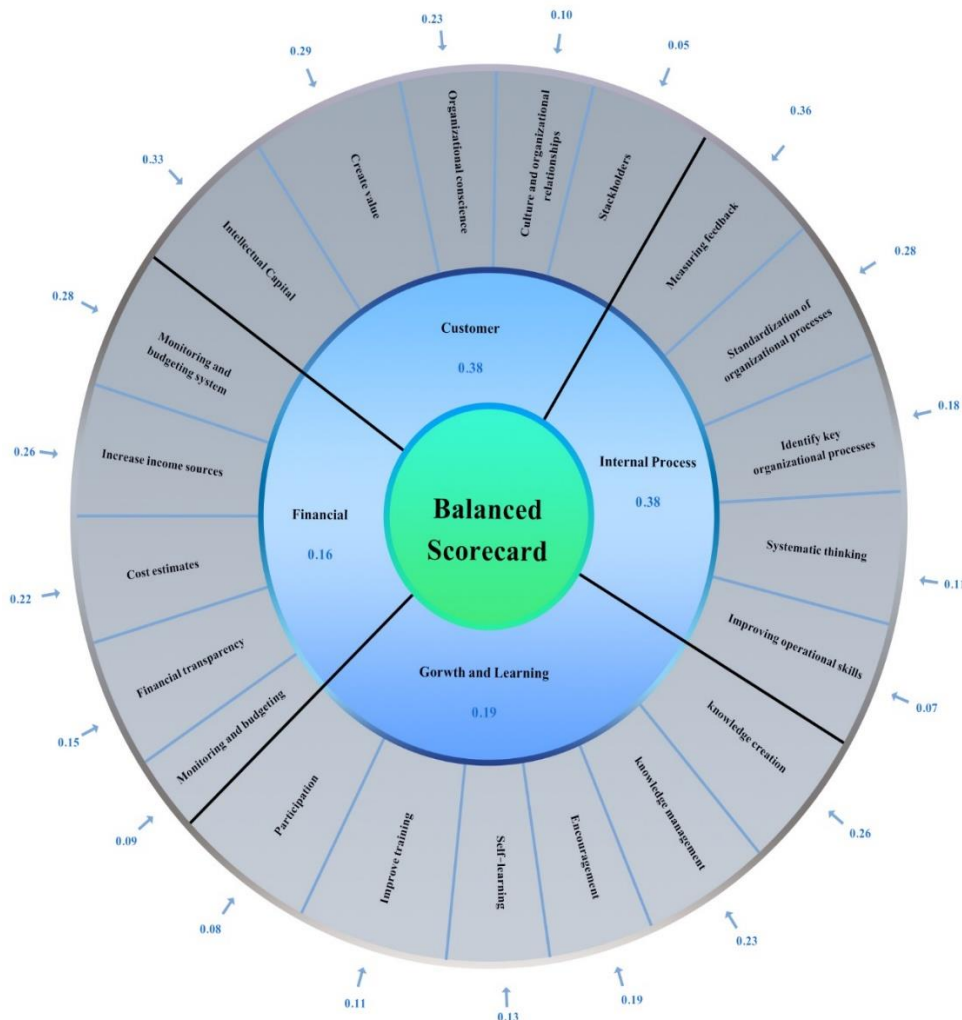 0.23
0.10
0.05
0.29
0.36
0.33
0.28
0.28
0.18
0.26
0.11
0.22
0.07
0.15
0.26
0.09
0.23
0.08
0.19
0.11
0.13
Organizational
conscience
Culture and organizational
relationships
Stackholders
Create value
Measuring feedback
Intellectual Capital
Standardization of
organizational processes
Monitoring and
budgeting system
Identify key
organizational processes
Increase income sources
Systematic thinking
Cost estimates
Improving operational skills
Financial transparency
knowledge creation
Monitoring and budgeting
knowledge management
Participation
Encouragement
Improve training
Self-learning
Customer
0.38
Internal Process
0.38
Financial
0.16
Gorwth and Learning
0.19
Balanced
Scorecard